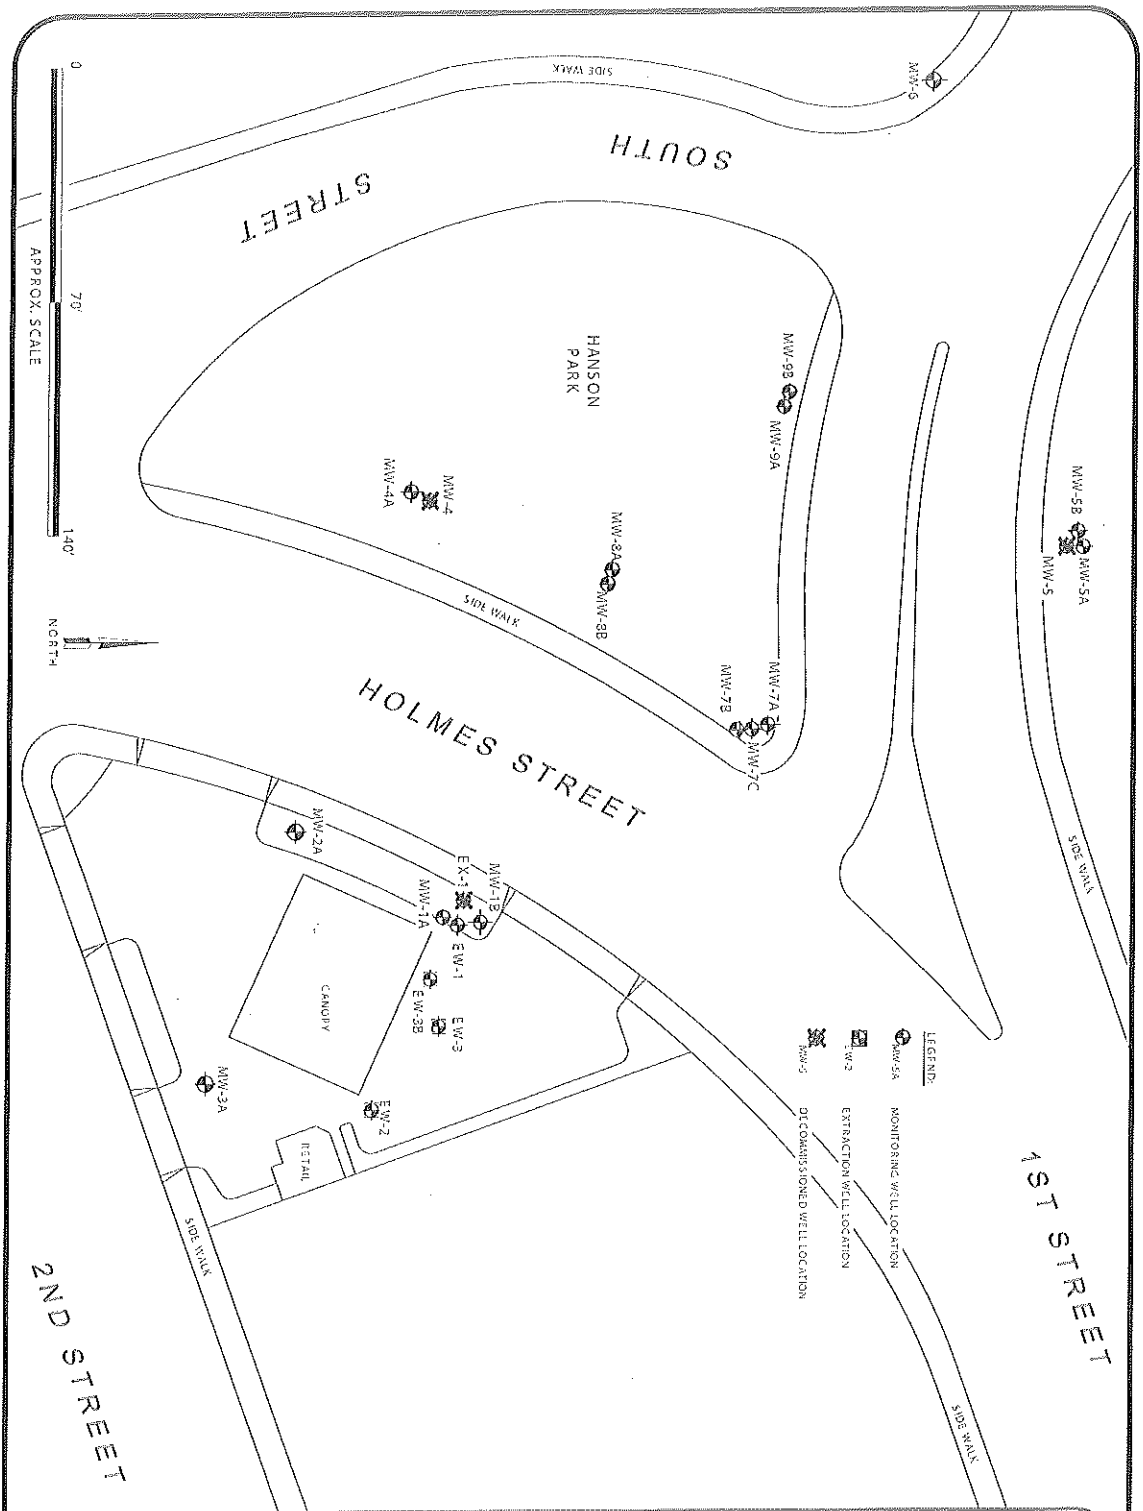 MW-6
SIDE WALK
SOUTH
STREET
HANSON
PARK
MW-9B
MW-9A
MW-5B
MW-5A
MW-5
MW-4
MW-4A
MW-8A
MW-8B
SIDE WALK
MW-7B
MW-7A
MW-7C
SIDE WALK
HOLMES STREET
MW-2A
EX-1
MW-1B
MW-1A
EW-1
EW-3B
EW-3
CANOPY
MW-3A
EW-2
RETAIL
SIDE WALK
SIDE WALK
1ST STREET
2ND STREET
LEGEND:
MW-5A MONITORING WELL LOCATION
EW-2 EXTRACTION WELL LOCATION
MW-5 DECOMMISSIONED WELL LOCATION
0 70' 140'
APPROX. SCALE
NORTH